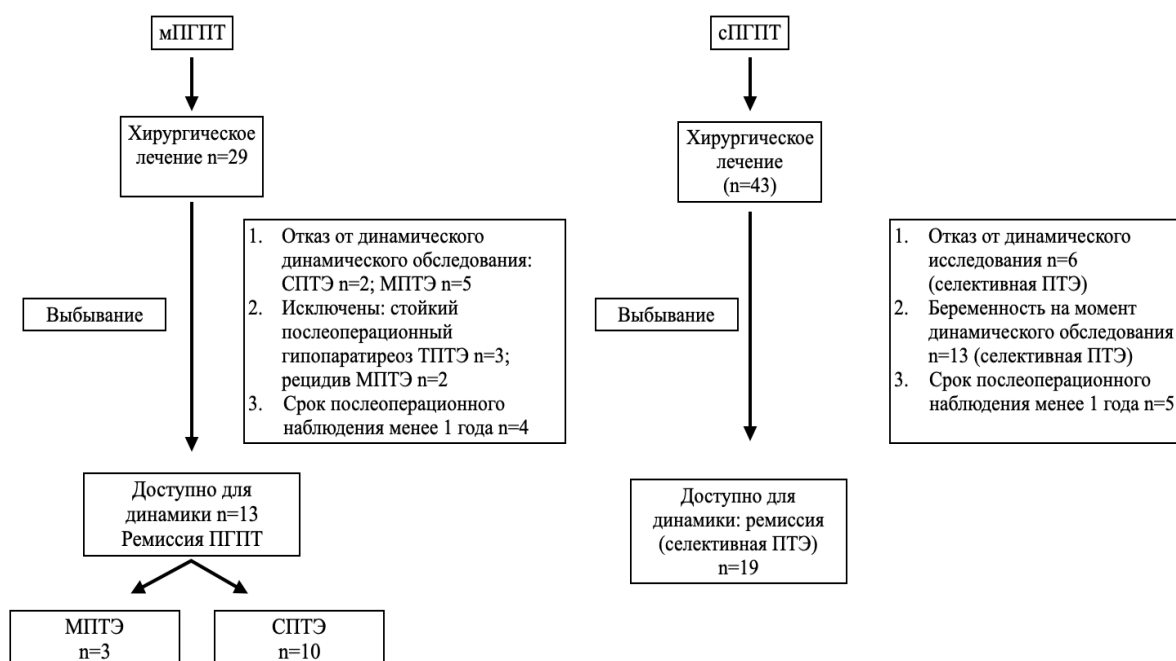 мПГПТ
Хирургическое
лечение n=29
Выбывание
1. Отказ от динамического
динамического обследования:
СПТЭ n=2; МПТЭ n=5
2. Исключены: стойкий
послеоперационный
гипопаратиреоз ТПТЭ n=3;
рецидив МПТЭ n=2
3. Срок послеоперационного
наблюдения менее 1 года n=4
Доступно для
динамики n=13
Ремиссия ПГПТ
МПТЭ
n=3
СПТЭ
n=10
сПГПТ
Хирургическое
лечение
(n=43)
Выбывание
1. Отказ от динамического
исследования n=6
(селективная ПТЭ)
2. Беременность на момент
динамического обследования
n=13 (селективная ПТЭ)
3. Срок послеоперационного
наблюдения менее 1 года n=5
Доступно для
динамики: ремиссия
(селективная ПТЭ)
n=19